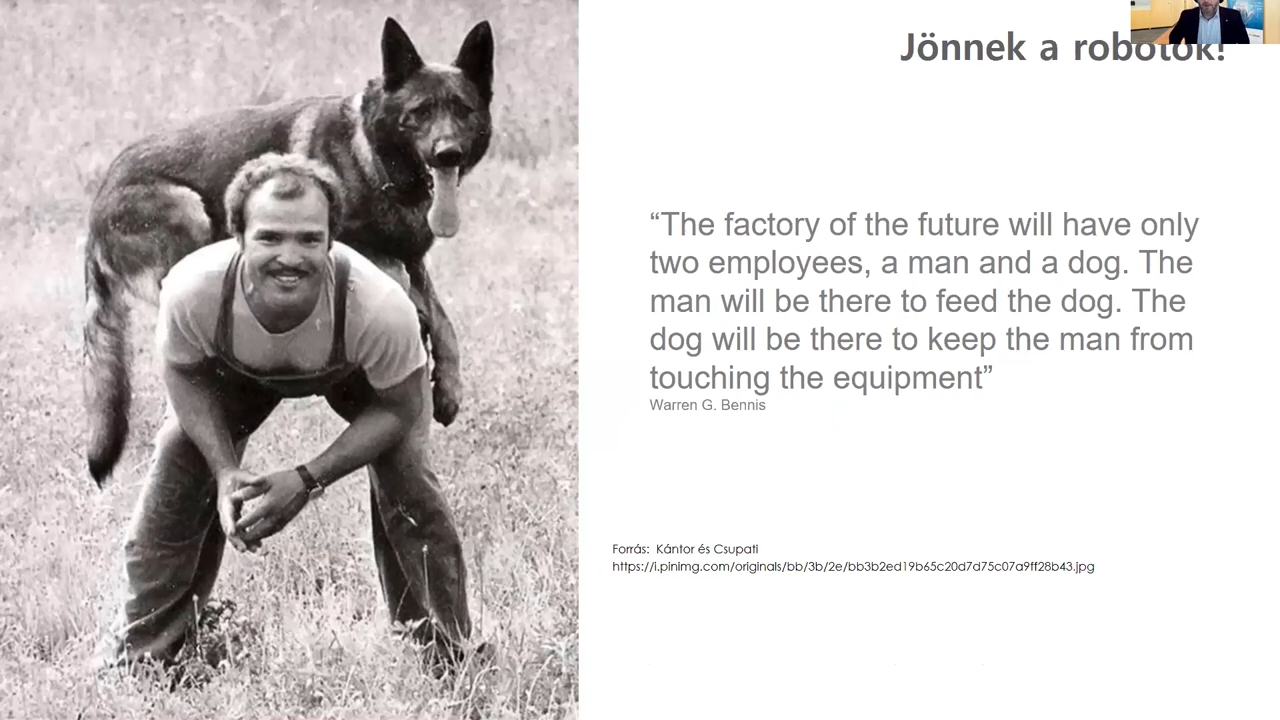 Jönnek a robotok!
“The factory of the future will have only
two employees, a man and a dog. The
man will be there to feed the dog. The
dog will be there to keep the man from
touching the equipment”
Warren G. Bennis
Forrás: Kántor és Csupati
https://i.pinimg.com/originals/bb/3b/2e/bb3b2ed19b65c20d7d75c07a9ff28b43.jpg